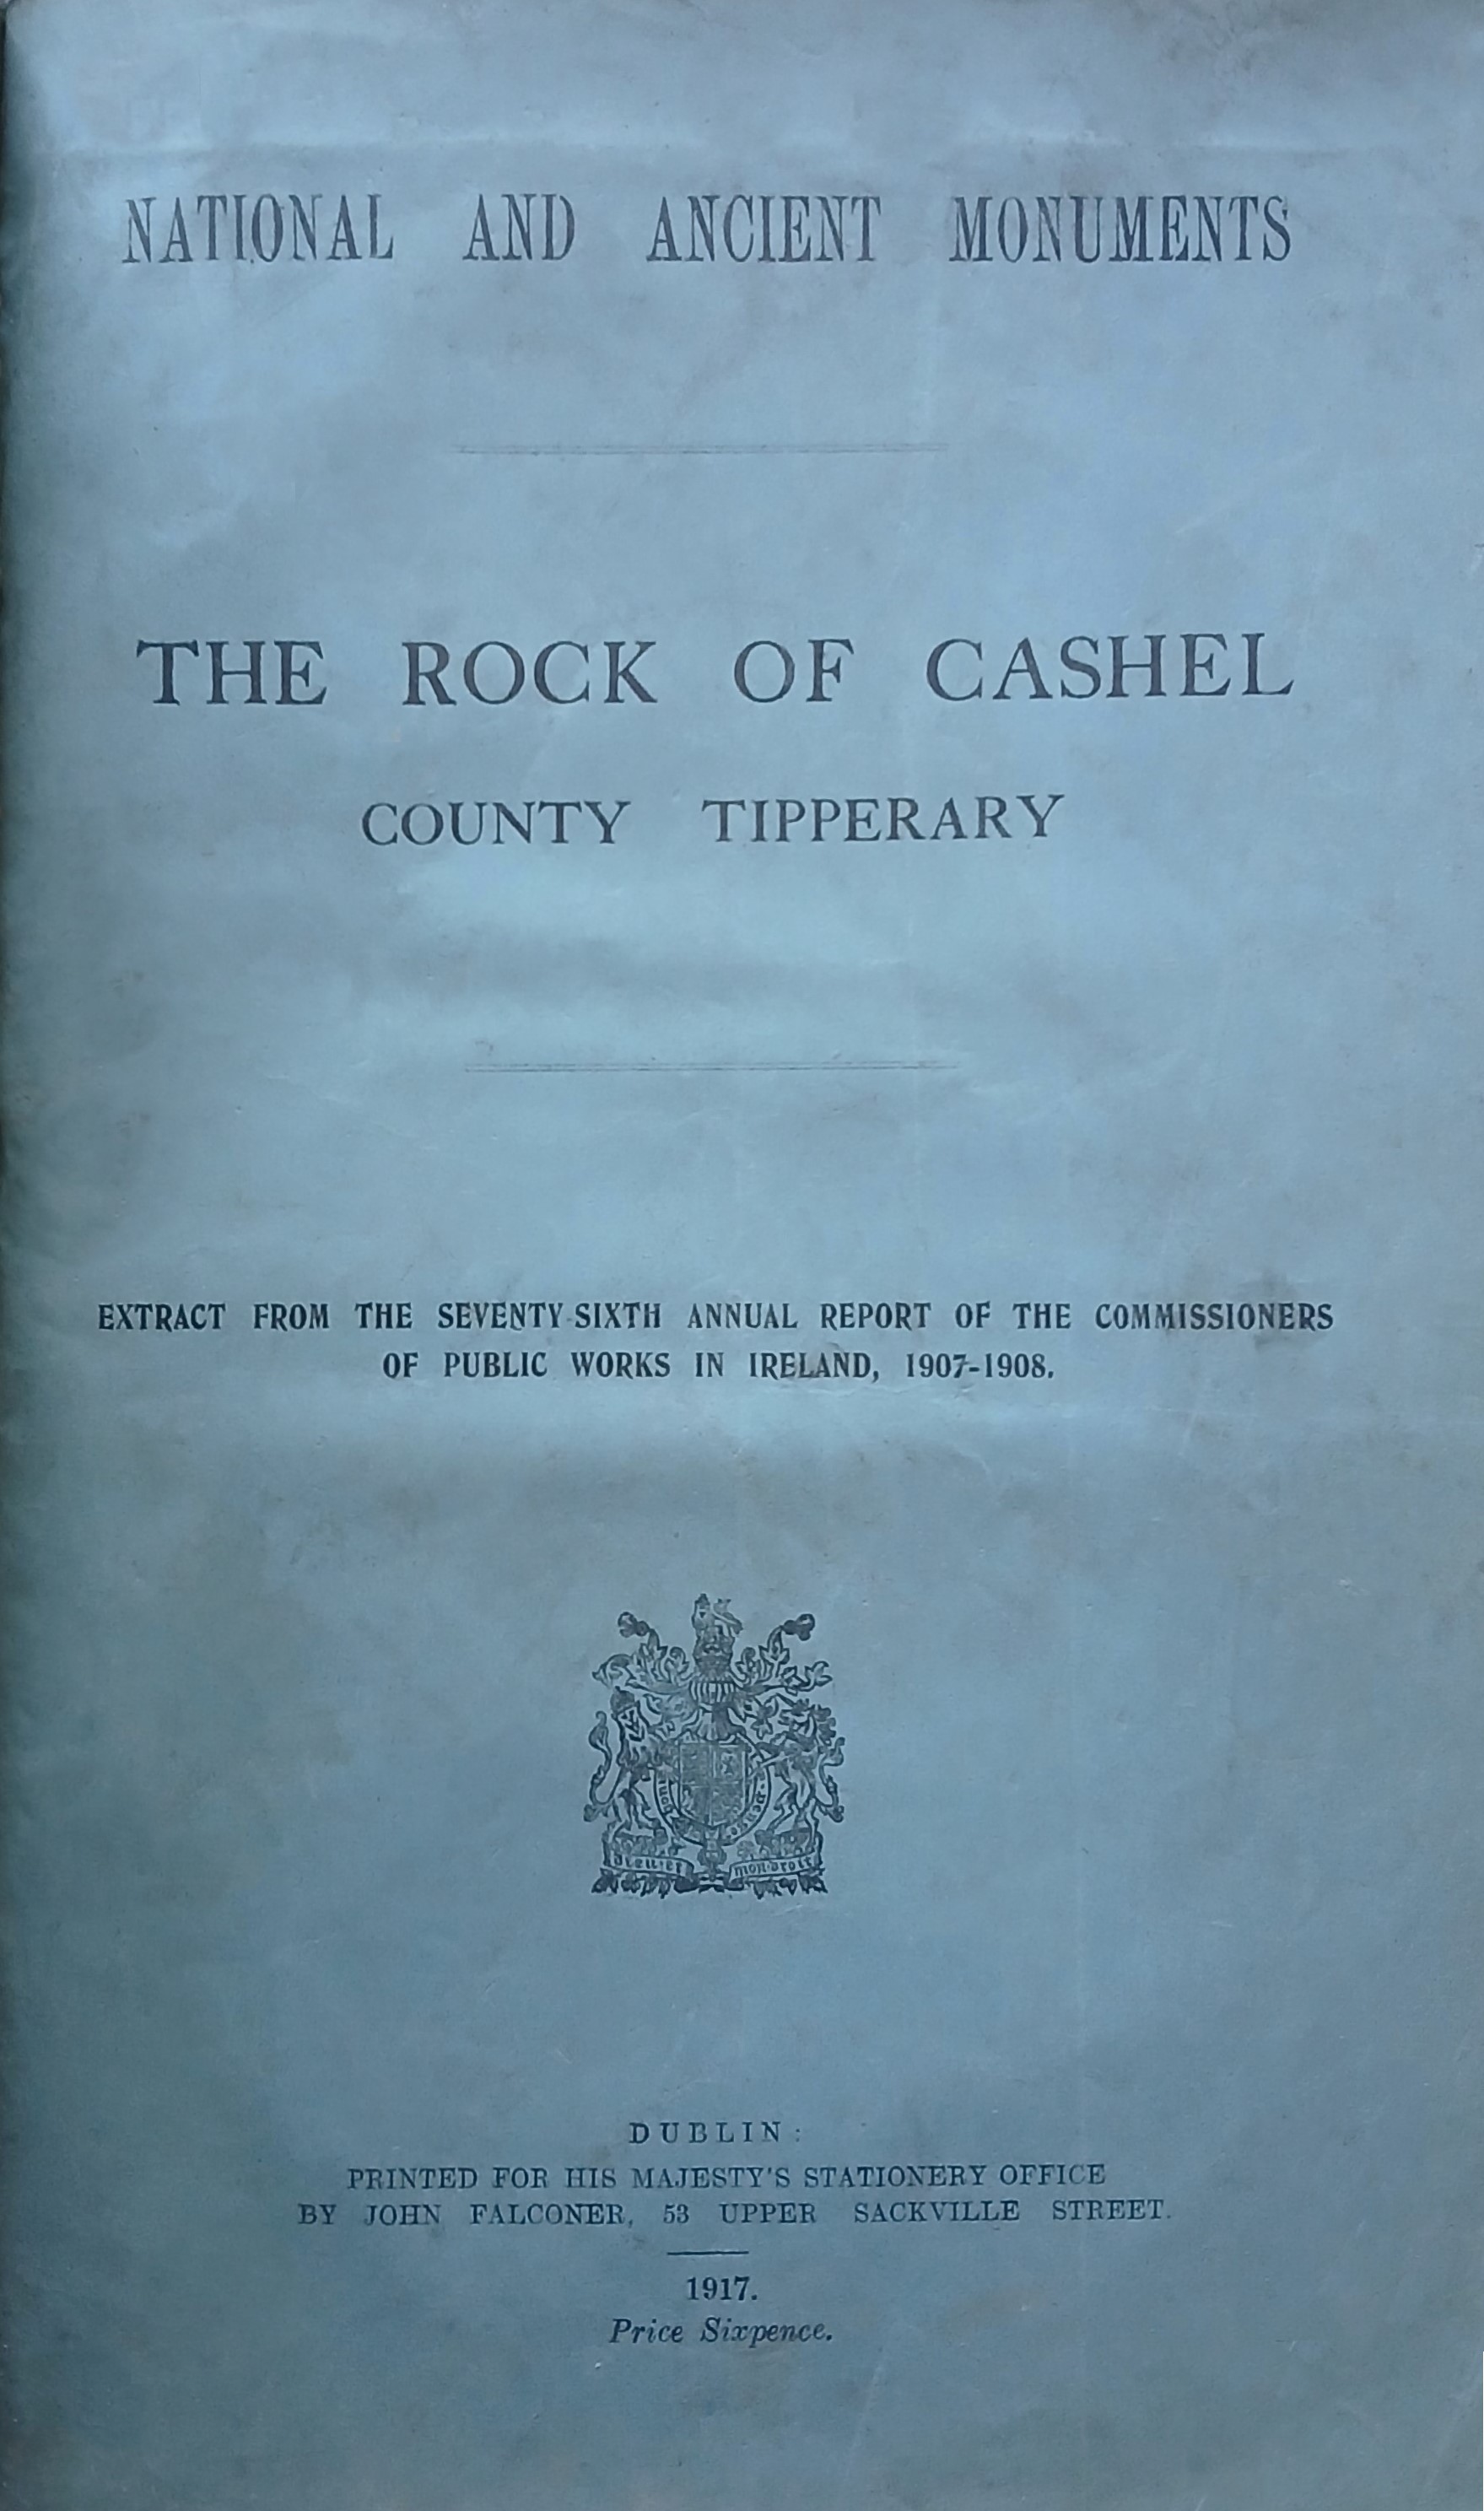 NATIONAL AND ANCIENT MONUMENTS
THE ROCK OF CASHEL
COUNTY TIPPERARY
EXTRACT FROM THE SEVENTY-SIXTH ANNUAL REPORT OF THE COMMISSIONERS
OF PUBLIC WORKS IN IRELAND, 1907-1908.
mon droit
DUBLIN:
PRINTED FOR HIS MAJESTY'S STATIONERY OFFICE
BY JOHN FALCONER, 53 UPPER SACKVILLE STREET.
1917.
Price Sixpence.